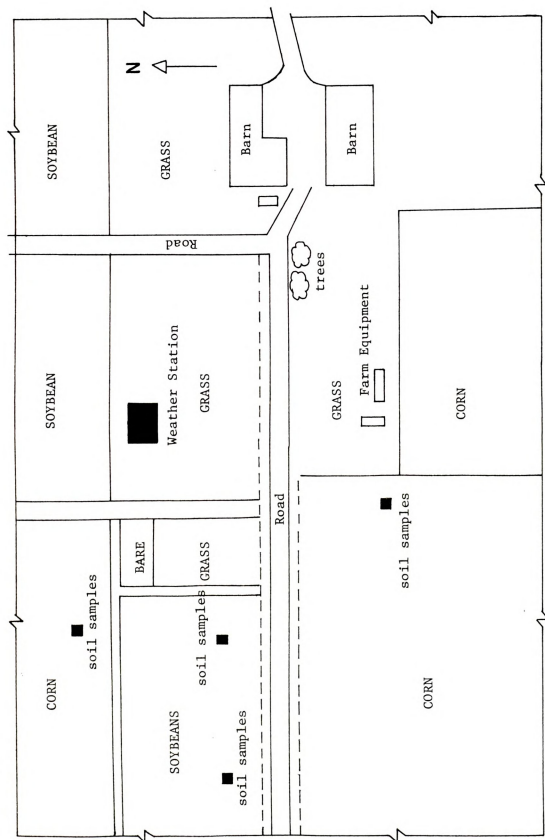 CORN
SOYBEAN
SOYBEAN
soil samples
BARE
N
SOYBEANS
Weather Station
GRASS
Road
soil samples
GRASS
GRASS
soil samples
Barn
Road
trees
GRASS
Barn
Farm Equipment
soil samples
CORN
CORN